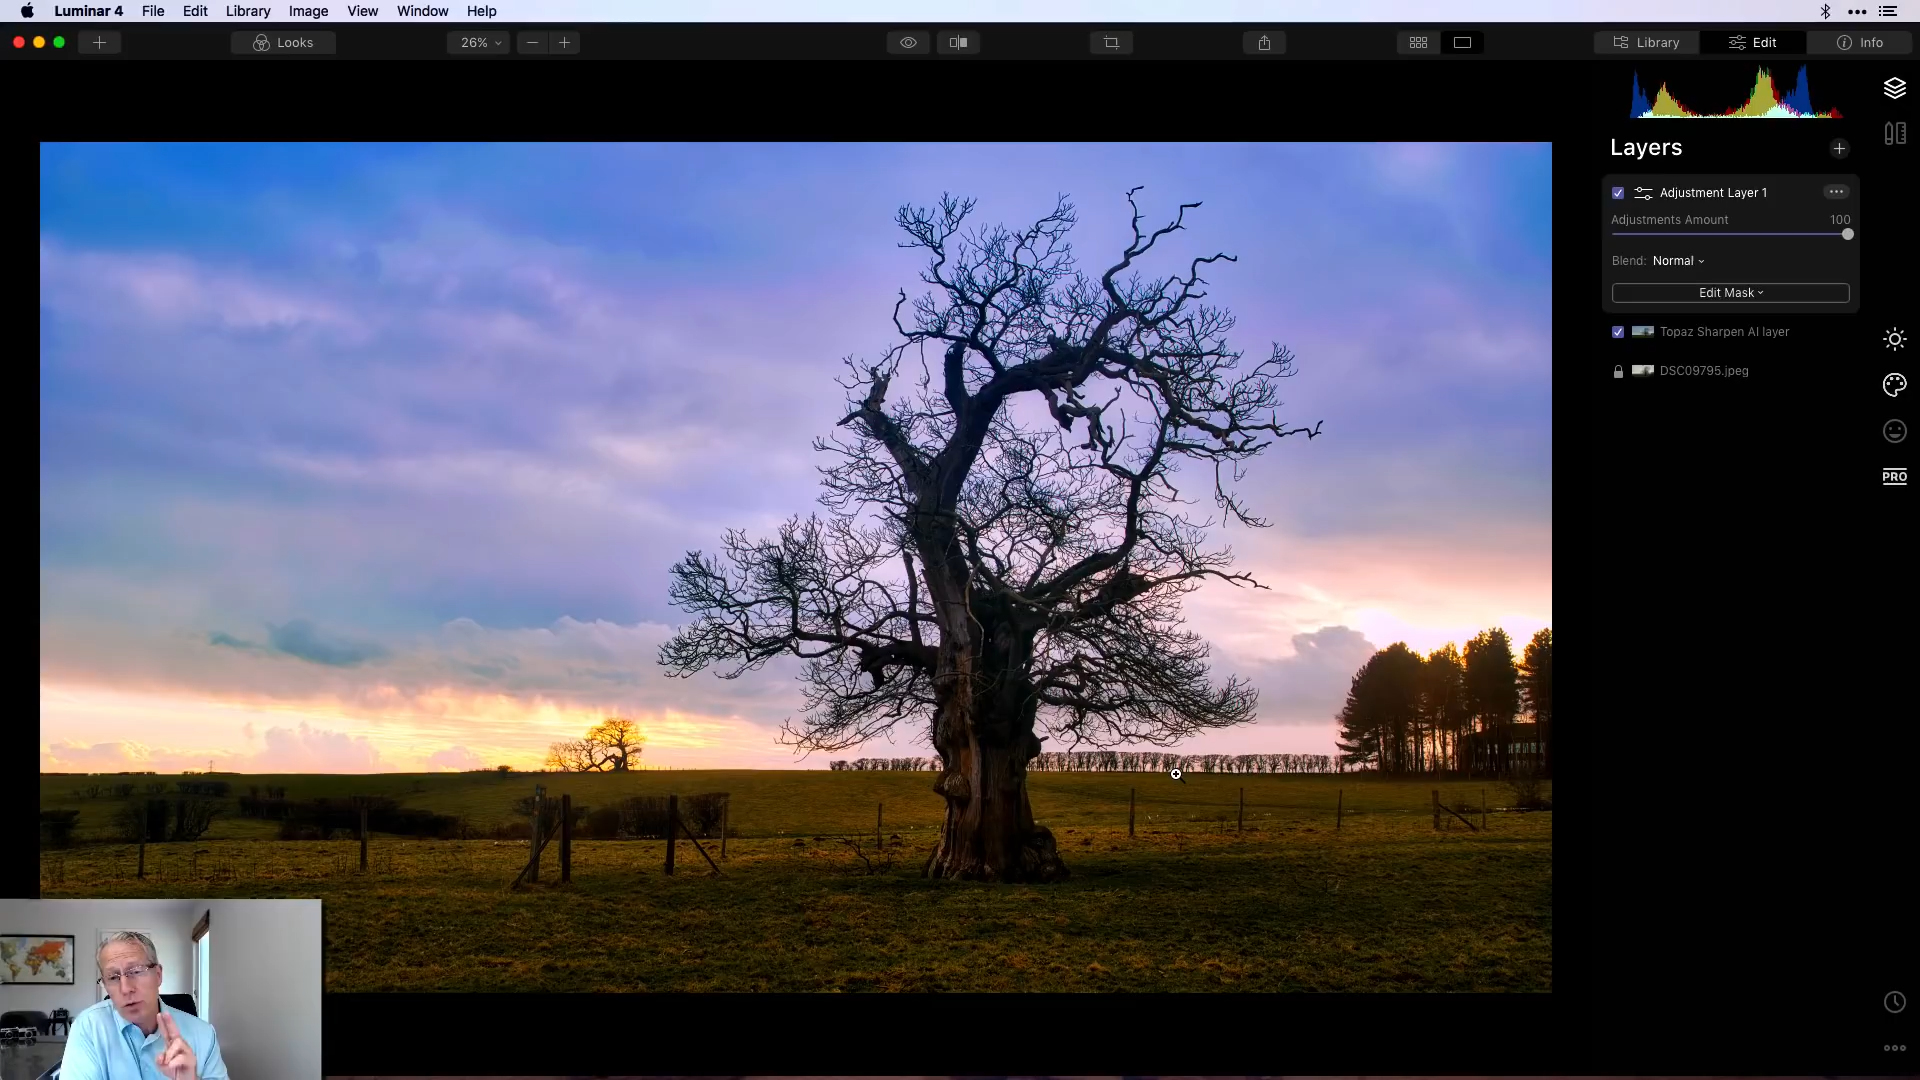 Luminar 4 File Edit Library Image View Window Help
Looks 26% Library Edit Info
Layers
Adjustment Layer 1
Adjustments Amount 100
Blend: Normal
Edit Mask
Topaz Sharpen AI layer
DSC09795.jpeg
PRO